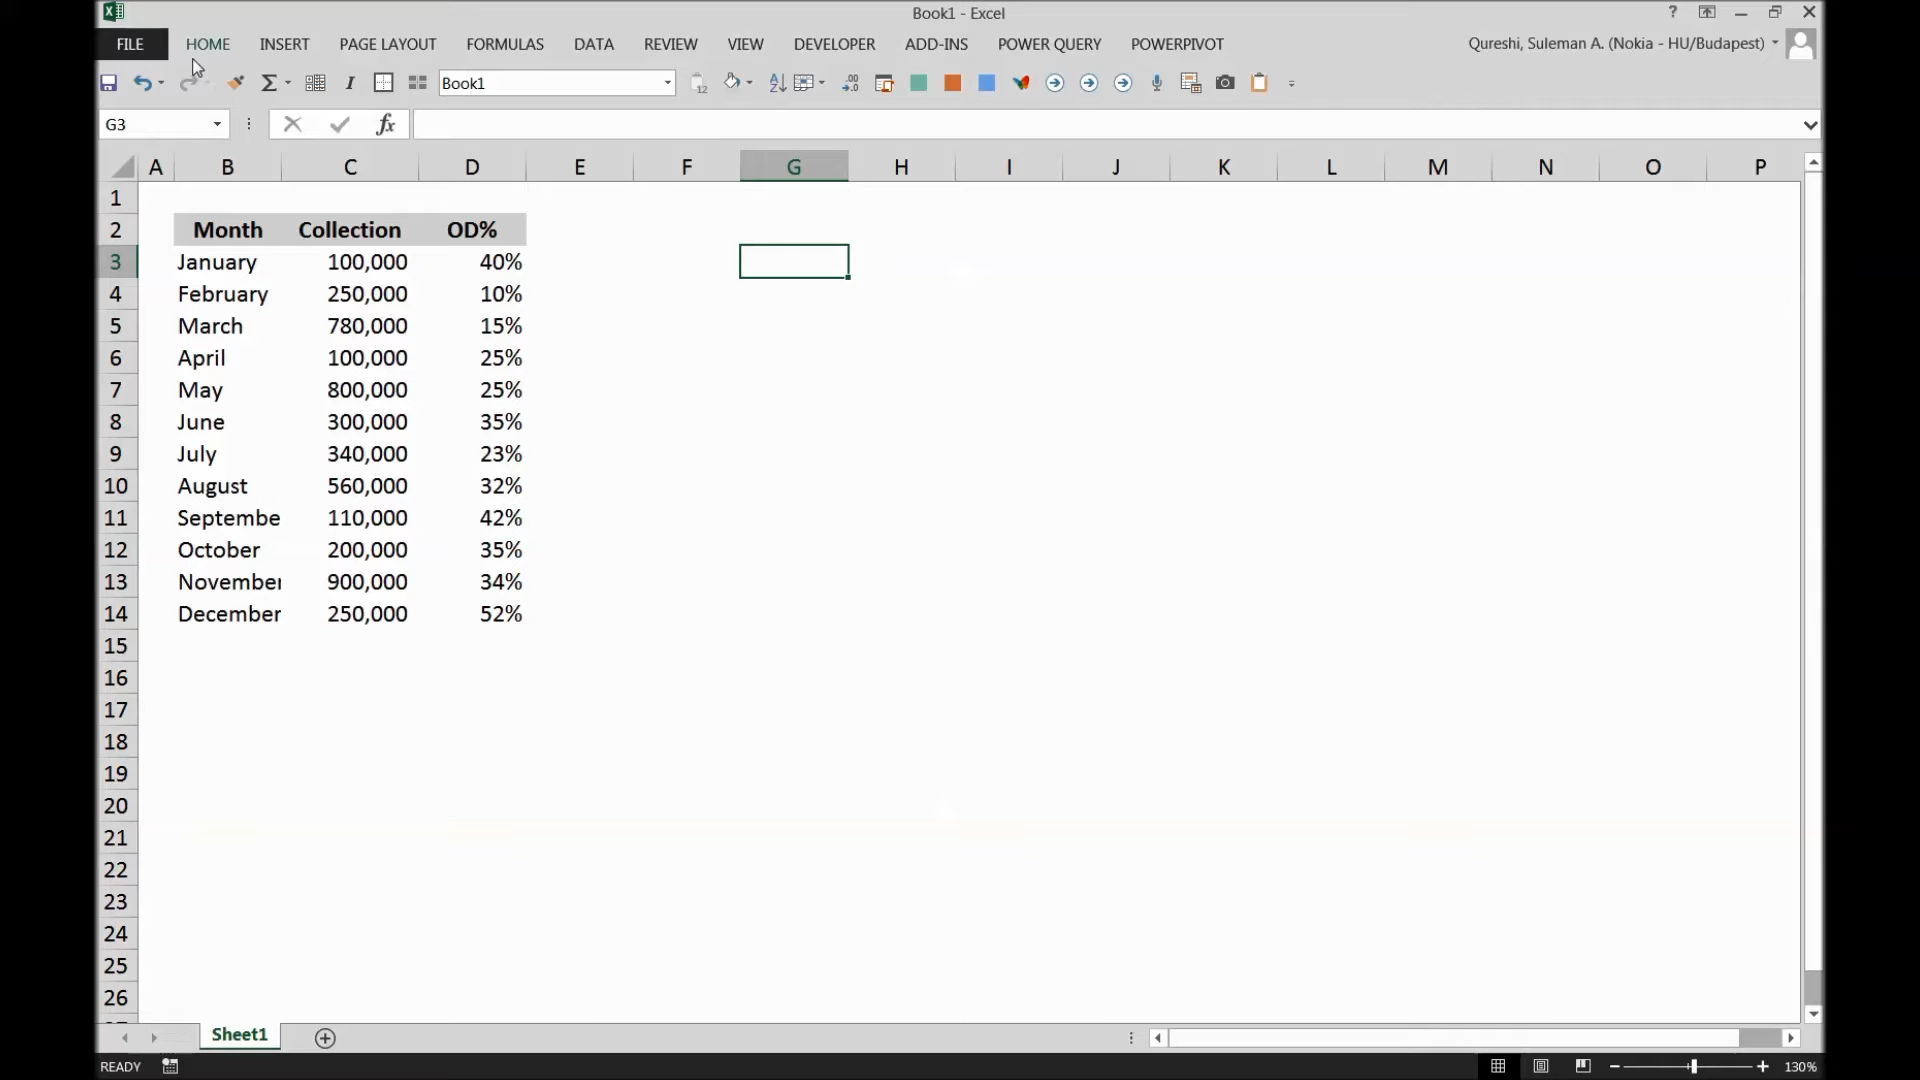 Book1 - Excel
?
FILE HOME INSERT PAGE LAYOUT FORMULAS DATA REVIEW VIEW DEVELOPER ADD-INS POWER QUERY POWERPIVOT Qureshi, Suleman A. (Nokia - HU/Budapest)
Σ I Book1
G3 fx
A B C D E F G H I J K L M N O P
1
2 Month Collection OD%
3 January 100,000 40%
4 February 250,000 10%
5 March 780,000 15%
6 April 100,000 25%
7 May 800,000 25%
8 June 300,000 35%
9 July 340,000 23%
10 August 560,000 32%
11 Septembe 110,000 42%
12 October 200,000 35%
13 November 900,000 34%
14 December 250,000 52%
15
16
17
18
19
20
21
22
23
24
25
26
Sheet1
READY 130%